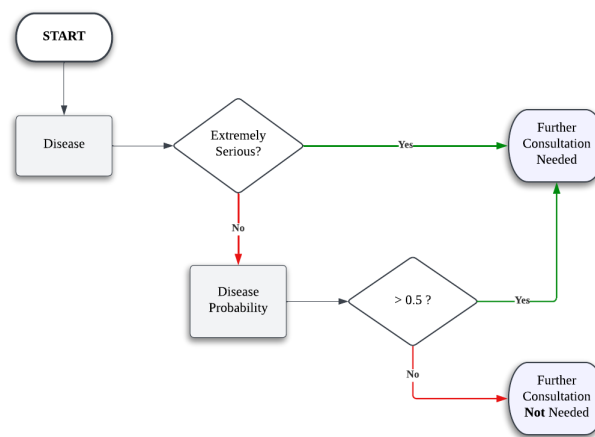 START
Disease
Extremely
Serious?
Yes
Further
Consultation
Needed
No
Disease
Probability
> 0.5 ?
Yes
No
Further
Consultation
Not Needed